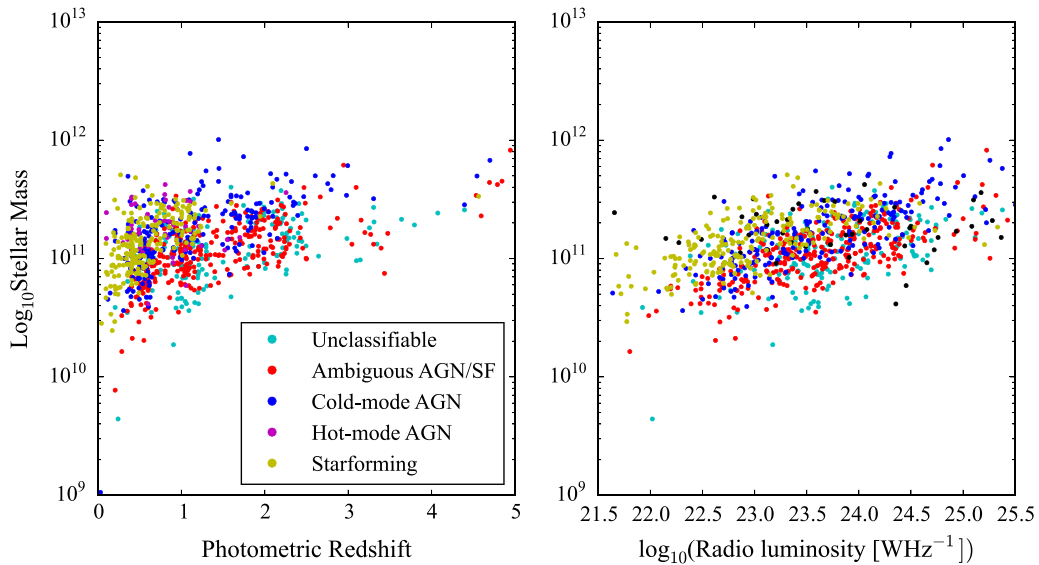 10^13
10^12
10^11
10^10
10^9
Log₁₀Stellar Mass
0 1 2 3 4 5
Photometric Redshift
Unclassifiable
Ambiguous AGN/SF
Cold-mode AGN
Hot-mode AGN
Starforming
10^13
10^12
10^11
10^10
10^9
21.5 22.0 22.5 23.0 23.5 24.0 24.5 25.0 25.5
log₁₀(Radio luminosity [WHz⁻¹])